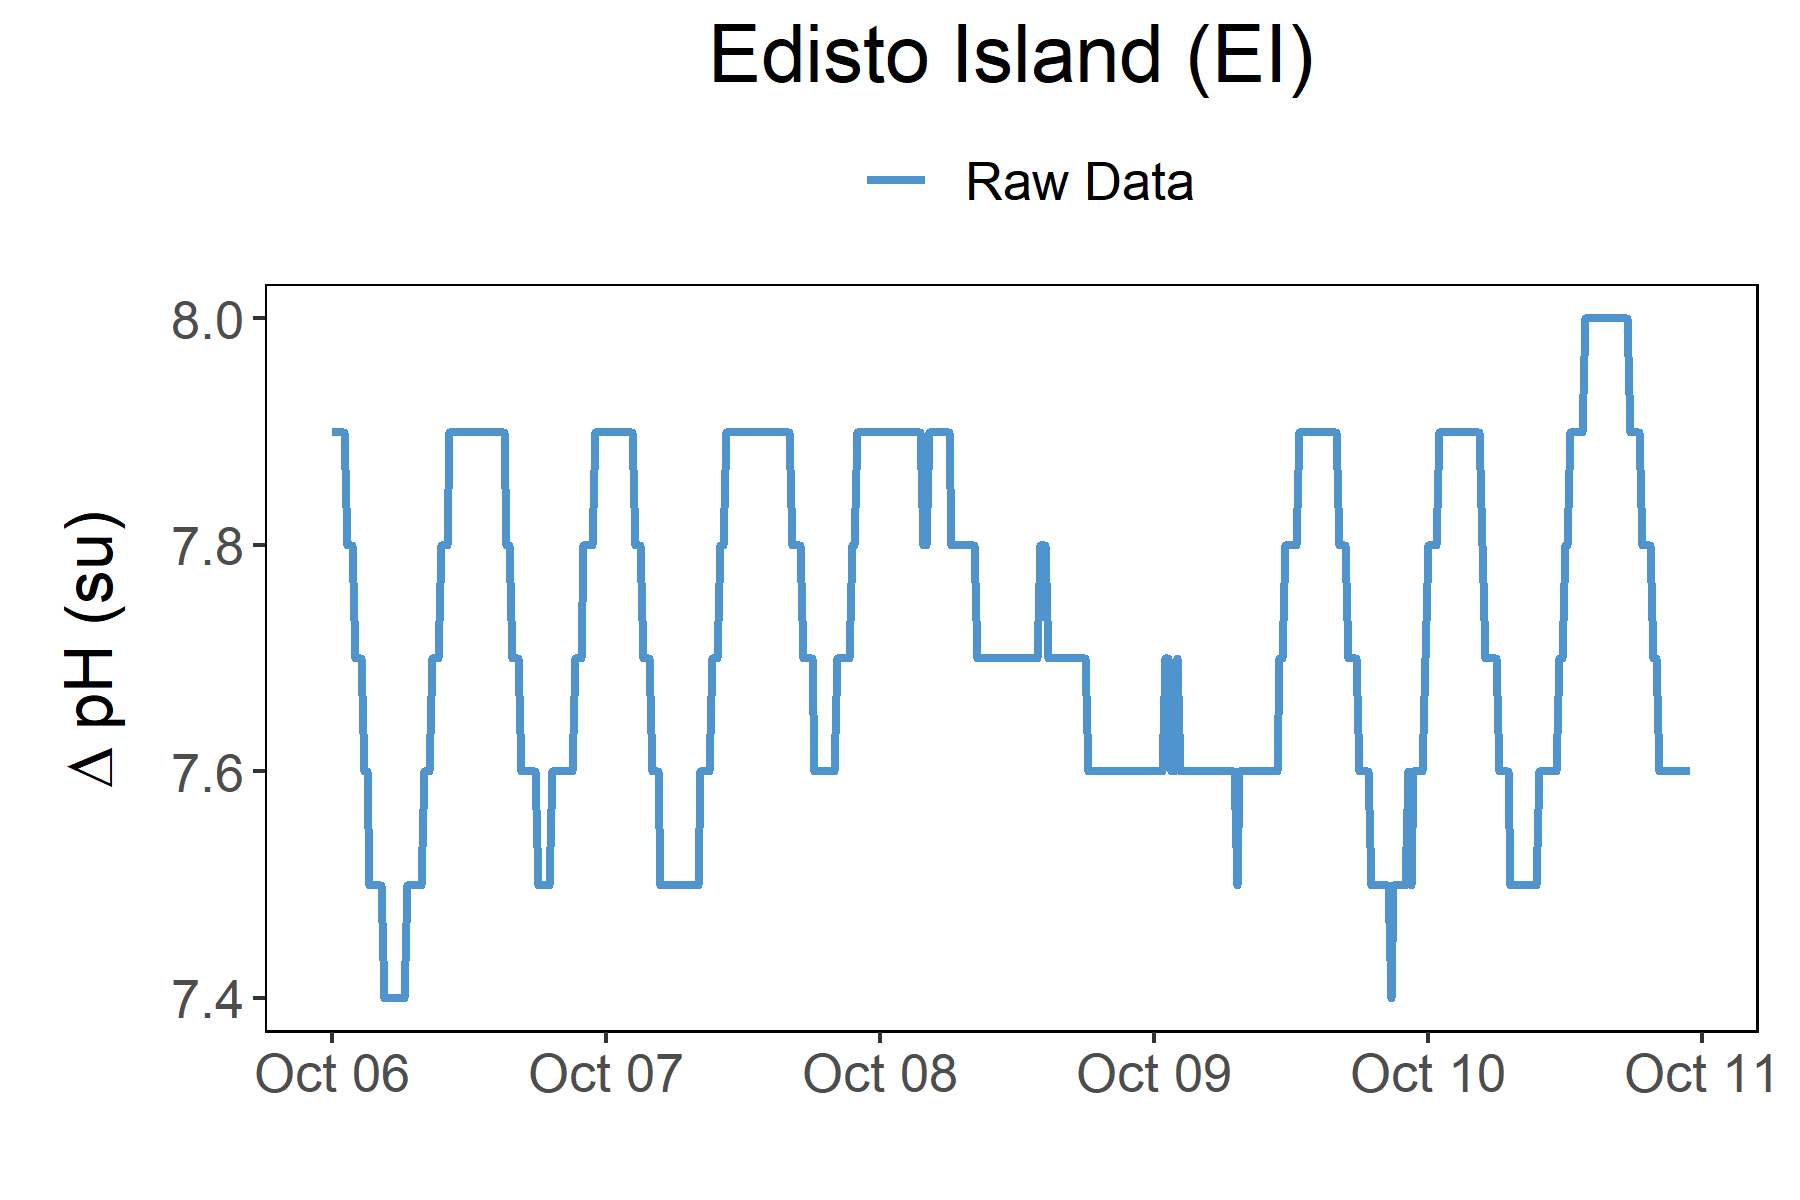 Edisto Island (EI)
Raw Data
Δ pH (su)
8.0
7.8
7.6
7.4
Oct 06 Oct 07 Oct 08 Oct 09 Oct 10 Oct 11